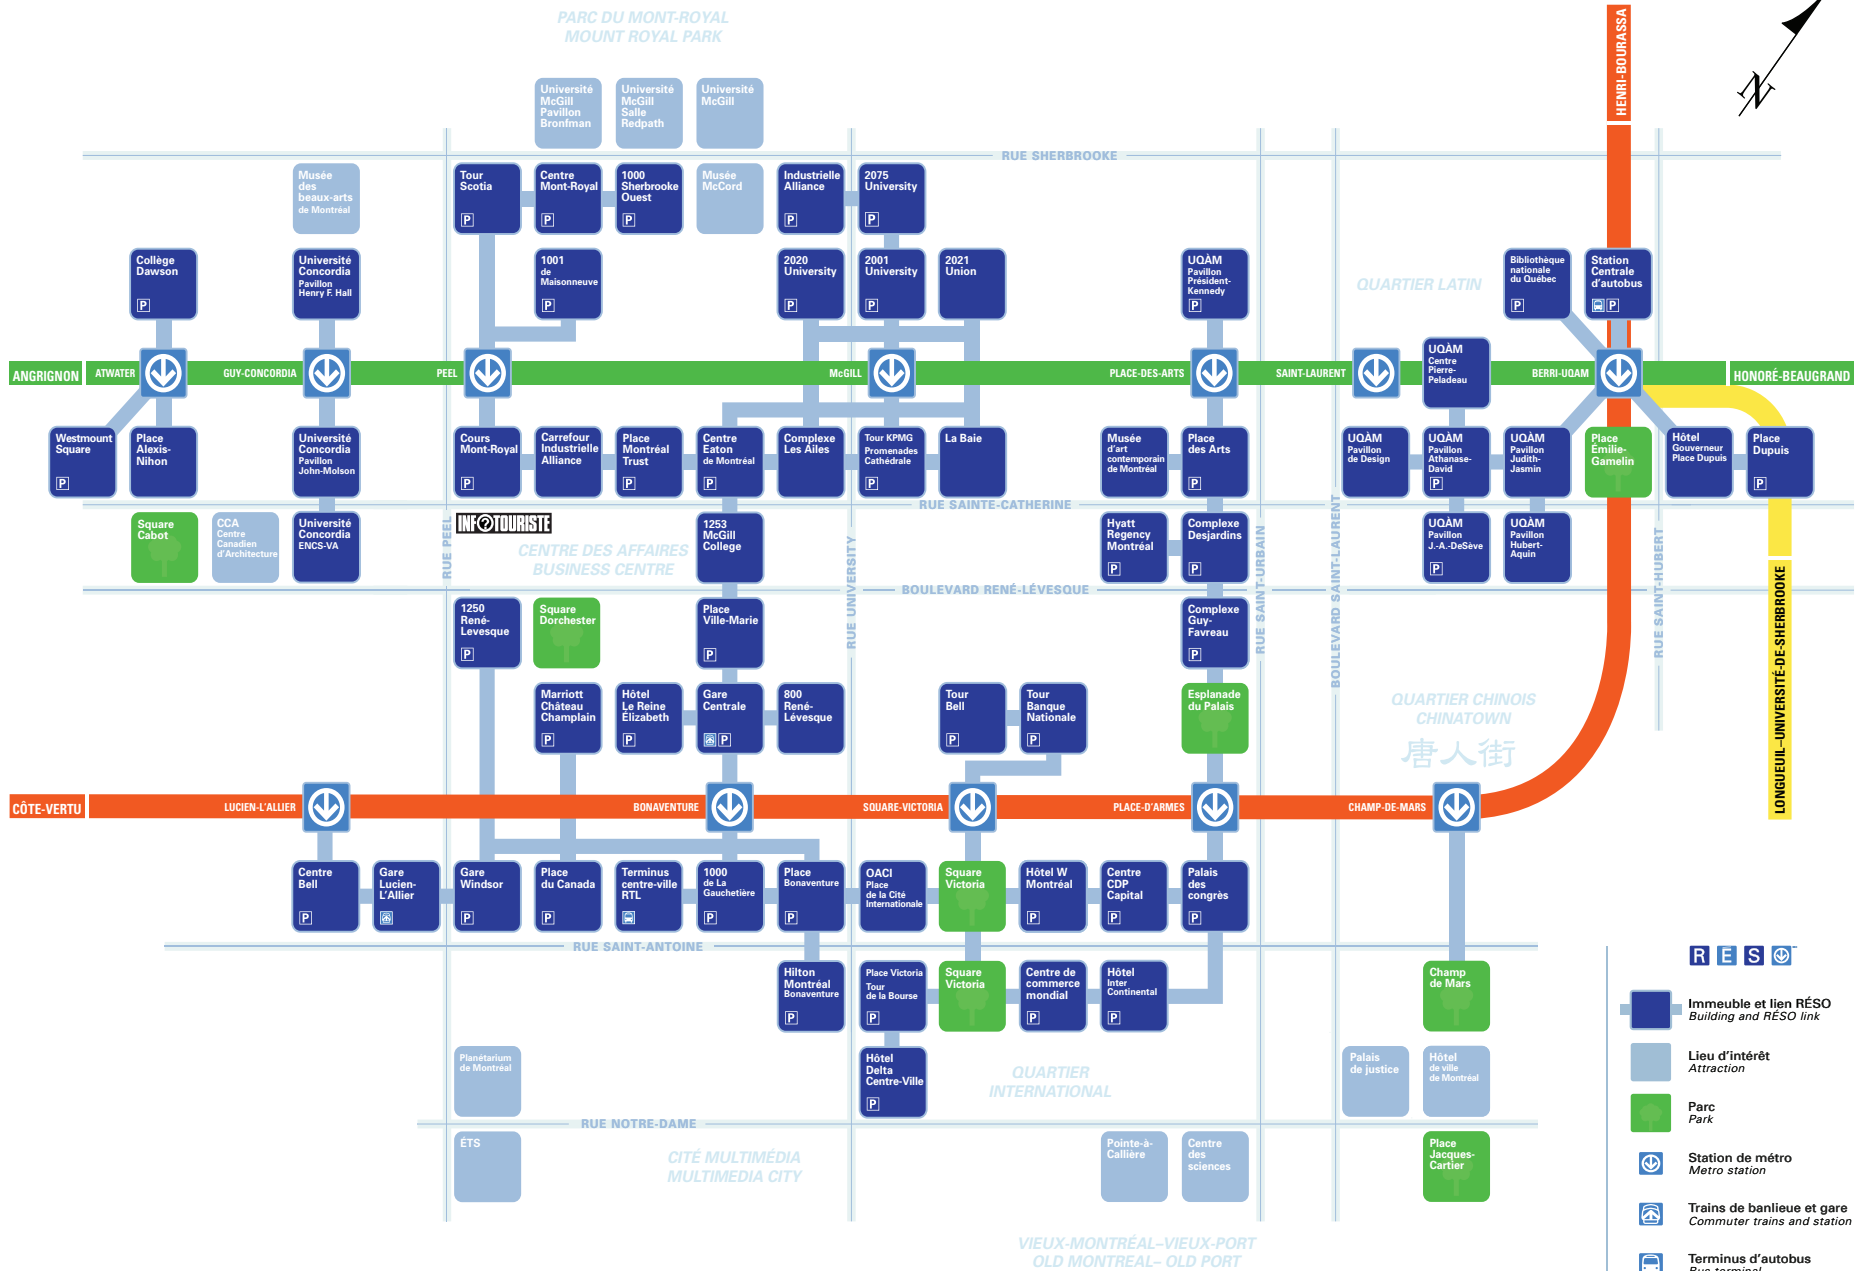 PARC DU MONT-ROYAL
MOUNT ROYAL PARK
HENRI-BOURASSA
N
Université
McGill
Pavillon
Bronfman
Université
McGill
Salle
Redpath
Université
McGill
RUE SHERBROOKE
Musée
des
beaux-arts
de Montréal
Tour
Scotia
P
Centre
Mont-Royal
P
1000
Sherbrooke
Ouest
P
Musée
McCord
Industrielle
Alliance
P
2075
University
P
Collège
Dawson
P
Université
Concordia
Pavillon
Henry F. Hall
1001
de
Maisonneuve
P
2020
University
P
2001
University
P
2021
Union
UQÀM
Pavillon
Président-
Kennedy
P
QUARTIER LATIN
Bibliothèque
nationale
du Québec
P
Station
Centrale
d'autobus
P
ANGRIGNON
ATWATER
GUY-CONCORDIA
PEEL
McGILL
PLACE-DES-ARTS
SAINT-LAURENT
UQÀM
Centre
Pierre-
Peladeau
BERRI-UQAM
HONORÉ-BEAUGRAND
Westmount
Square
P
Place
Alexis-
Nihon
Université
Concordia
Pavillon
John-Molson
Cours
Mont-Royal
P
Carrefour
Industrielle
Alliance
Place
Montréal
Trust
P
Centre
Eaton
de Montréal
P
Complexe
Les Ailes
Tour KPMG
Promenades
Cathédrale
P
La Baie
Musée
d'art
contemporain
de Montréal
Place
des Arts
P
UQÀM
Pavillon
de Design
UQÀM
Pavillon
Athanase-
David
P
UQÀM
Pavillon
Judith-
Jasmin
Place
Émilie-
Gamelin
P
Hôtel
Gouverneur
Place Dupuis
Place
Dupuis
P
RUE SAINTE-CATHERINE
Square
Cabot
CCA
Centre
Canadien
d'Architecture
Université
Concordia
ENCS-VA
RUE PEEL
INF?TOURISTE
CENTRE DES AFFAIRES
BUSINESS CENTRE
1253
McGill
College
RUE UNIVERSITY
Hyatt
Regency
Montréal
P
Complexe
Desjardins
P
RUE SAINT-URBAIN
BOULEVARD SAINT-LAURENT
UQÀM
Pavillon
J.-A.-DeSève
P
UQÀM
Pavillon
Hubert-
Aquin
RUE SAINT-HUBERT
LONGUEUIL–UNIVERSITÉ-DE-SHERBROOKE
BOULEVARD RENÉ-LÉVESQUE
1250
René-
Levesque
P
Square
Dorchester
Place
Ville-Marie
P
Complexe
Guy-
Favreau
P
Marriott
Château
Champlain
P
Hôtel
Le Reine
Élizabeth
P
Gare
Centrale
P
800
René-
Lévesque
Tour
Bell
P
Tour
Banque
Nationale
P
Esplanade
du Palais
P
QUARTIER CHINOIS
CHINATOWN
唐人街
CÔTE-VERTU
LUCIEN-L'ALLIER
BONAVENTURE
SQUARE-VICTORIA
PLACE-D'ARMES
CHAMP-DE-MARS
Centre
Bell
P
Gare
Lucien-
L'Allier
Gare
Windsor
P
Place
du Canada
P
Terminus
centre-ville
RTL
1000
de La
Gauchetière
P
Place
Bonaventure
P
OACI
Place
de la Cité
Internationale
Square
Victoria
Hôtel W
Montréal
P
Centre
CDP
Capital
P
Palais
des
congrès
P
RUE SAINT-ANTOINE
Hilton
Montréal
Bonaventure
P
Place Victoria
Tour
de la Bourse
P
Square
Victoria
Centre de
commerce
mondial
P
Hôtel
Inter
Continental
P
Champ
de Mars
RÉS
Immeuble et lien RÉSO
Building and RÉSO link
Planétarium
de Montréal
Hôtel
Delta
Centre-Ville
P
QUARTIER
INTERNATIONAL
Palais
de justice
Hôtel
de ville
de Montréal
Lieu d'intérêt
Attraction
Parc
Park
RUE NOTRE-DAME
ÉTS
CITÉ MULTIMÉDIA
MULTIMEDIA CITY
Pointe-à-
Callière
Centre
des
sciences
Place
Jacques-
Cartier
Station de métro
Metro station
Trains de banlieue et gare
Commuter trains and station
VIEUX-MONTRÉAL–VIEUX-PORT
OLD MONTREAL– OLD PORT
Terminus d'autobus
Bus terminal